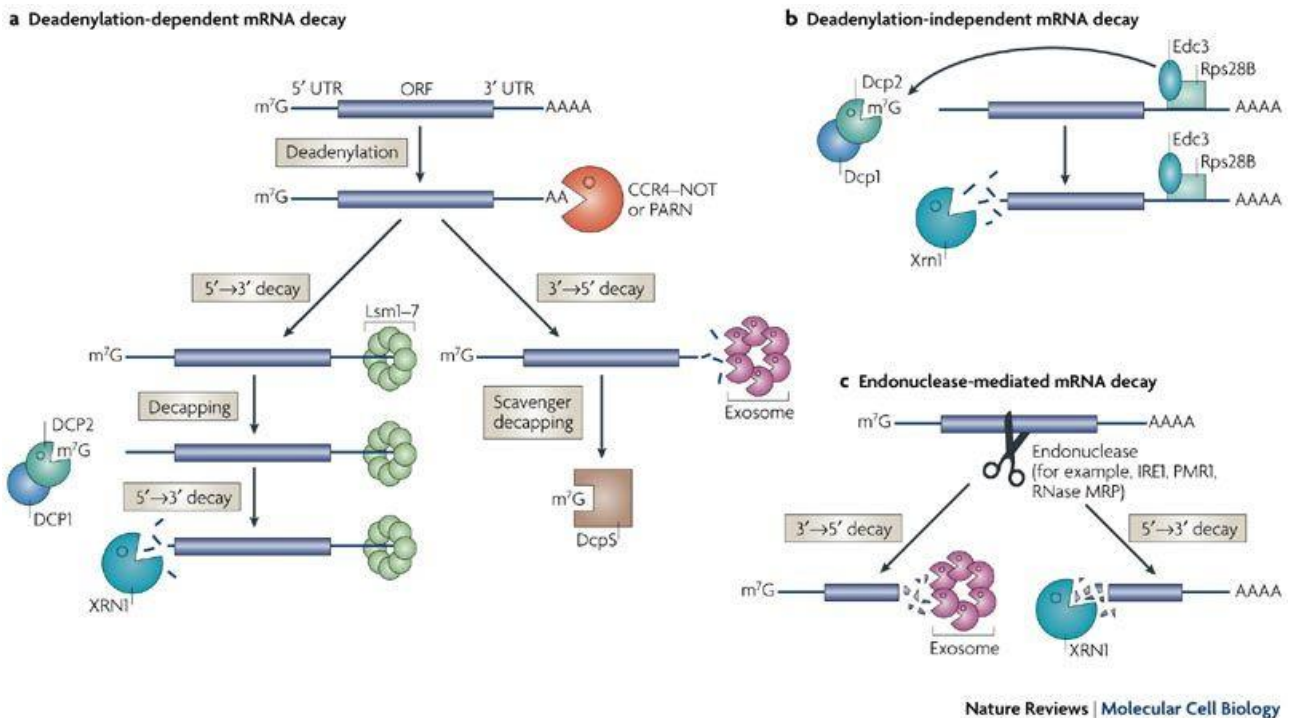 a Deadenylation-dependent mRNA decay
5′ UTR ORF 3′ UTR
m⁷G AAAA
Deadenylation
m⁷G AA
CCR4–NOT
or PARN
5′→3′ decay
3′→5′ decay
Lsm1–7
m⁷G
m⁷G
Exosome
Decapping
Scavenger
decapping
DCP2
m⁷G
DCP1
m⁷G
DcpS
5′→3′ decay
XRN1
b Deadenylation-independent mRNA decay
Edc3
Rps28B
Dcp2
m⁷G
AAAA
Dcp1
Edc3
Rps28B
AAAA
Xrn1
c Endonuclease-mediated mRNA decay
m⁷G AAAA
Endonuclease
(for example, IRE1, PMR1,
RNase MRP)
3′→5′ decay
5′→3′ decay
m⁷G
AAAA
Exosome
XRN1
Nature Reviews | Molecular Cell Biology